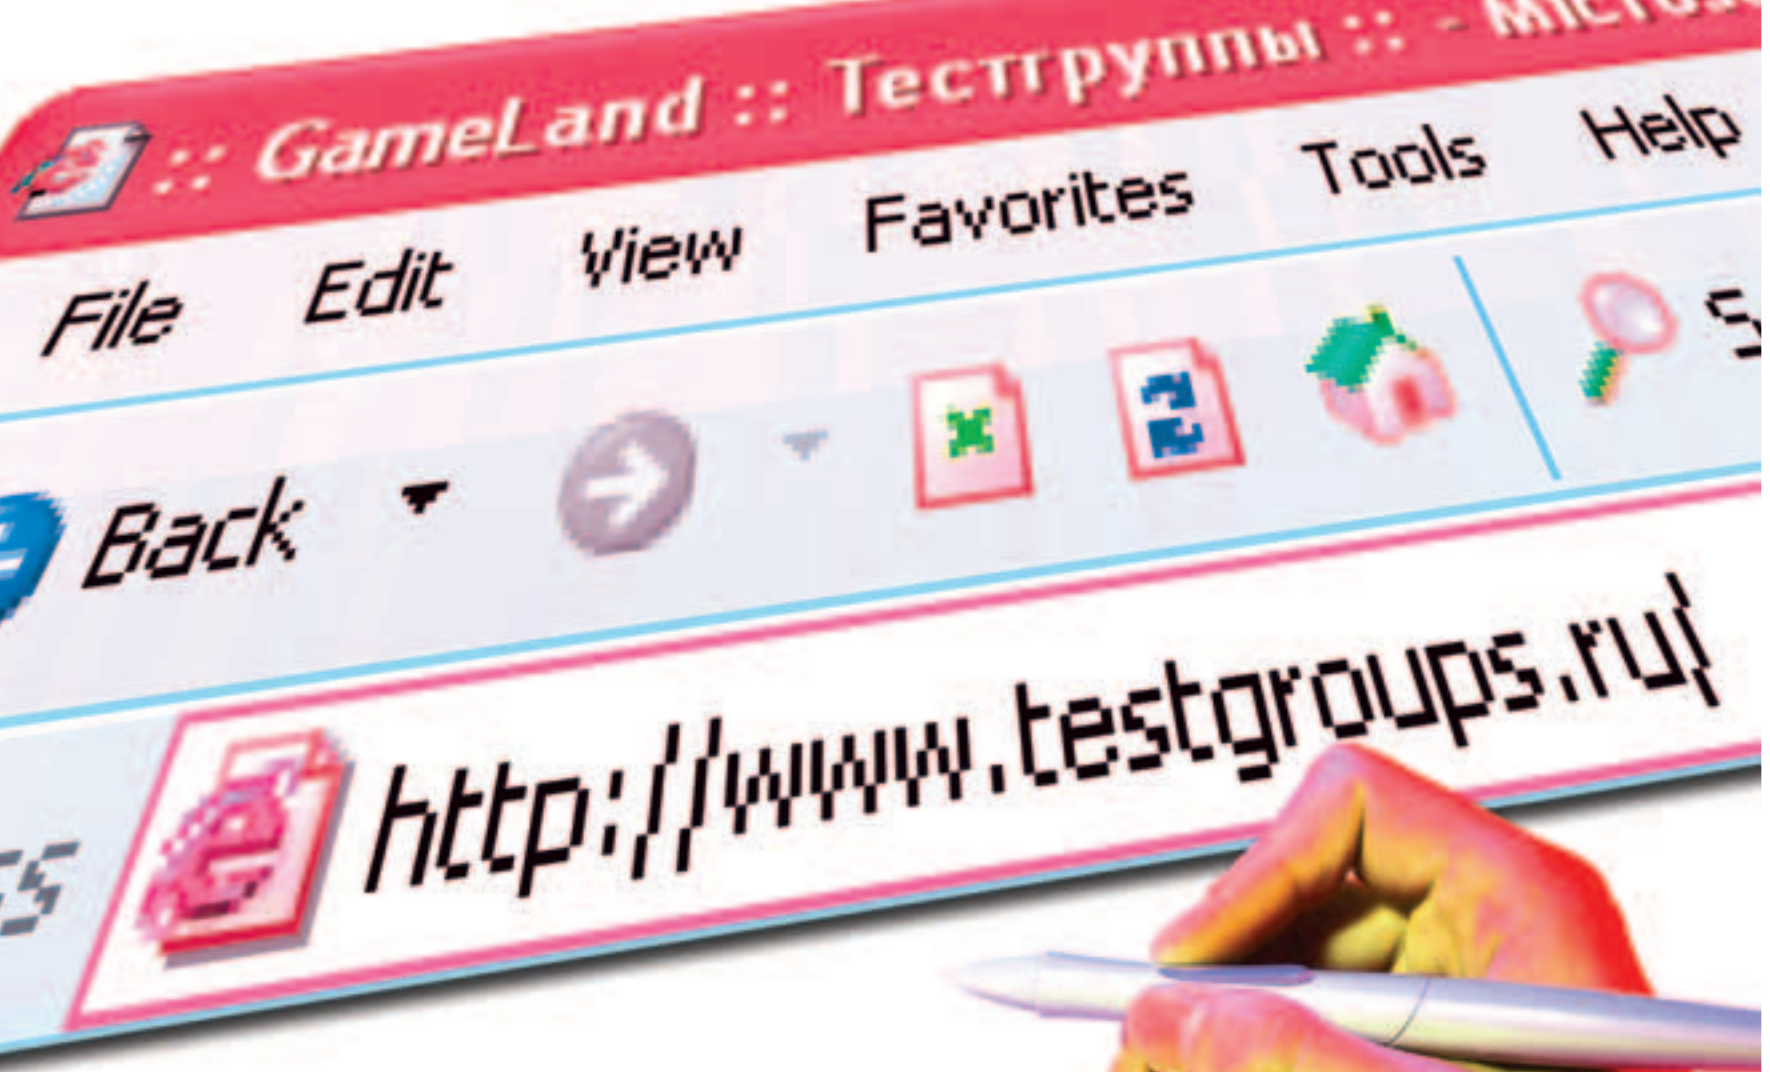 :: GameLand :: Тестгруппы :: -
File Edit View Favorites Tools Help
Back
http://www.testgroups.ru/